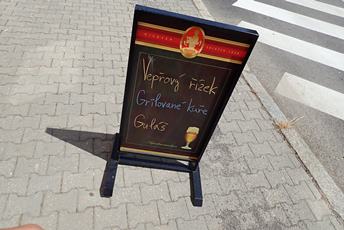 Vepřový řízek
Grilované kuře
Guláš